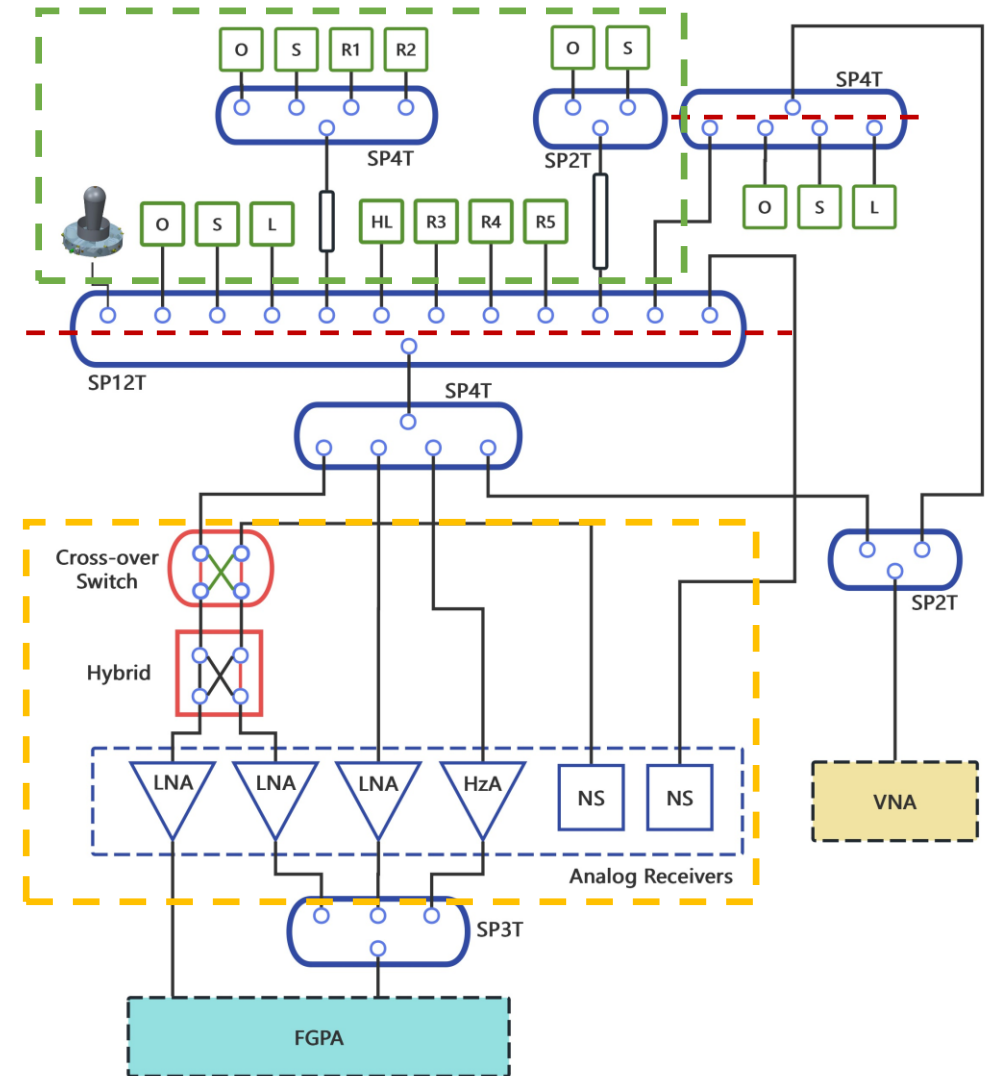 O S R1 R2
O S
SP4T
SP4T
SP2T
O S L
HL R3 R4 R5
O S L
SP12T
SP4T
Cross-over
Switch
SP2T
Hybrid
LNA LNA LNA HzA
NS NS
VNA
Analog Receivers
SP3T
FGPA